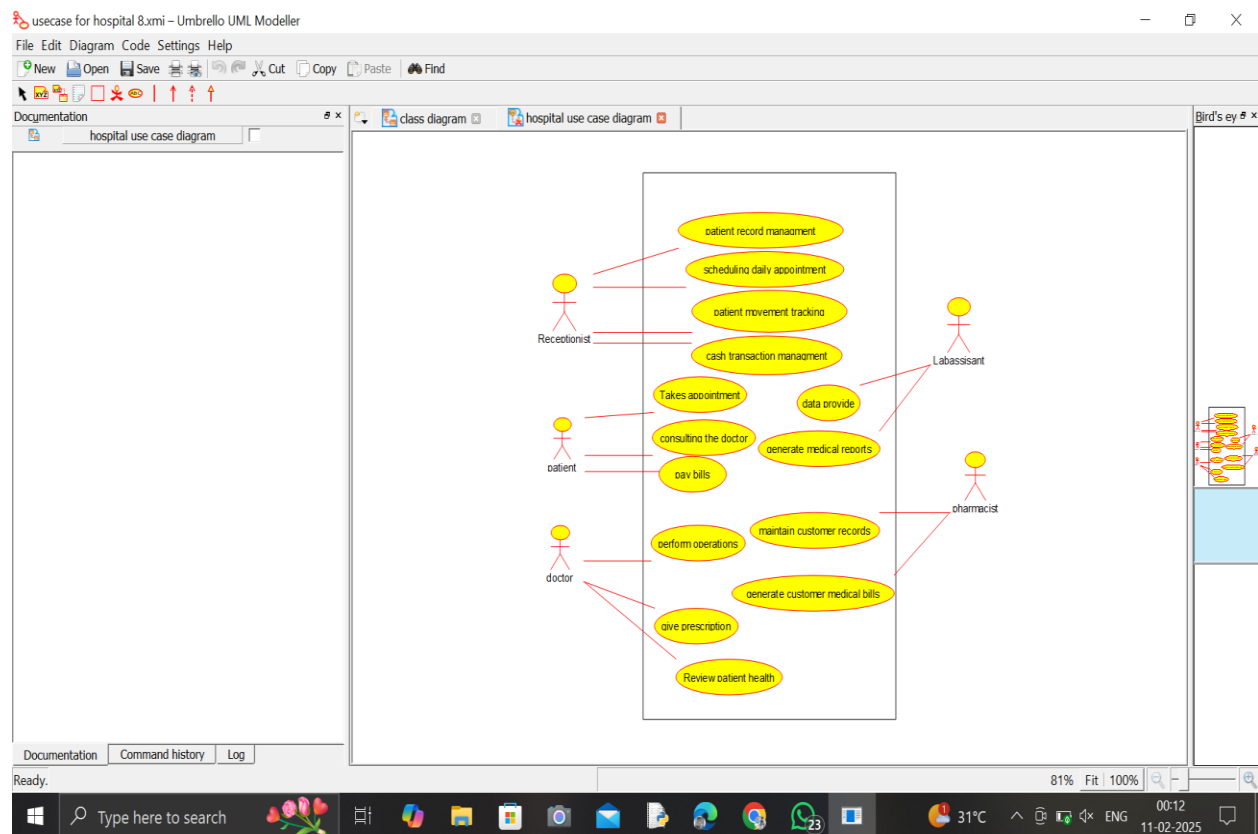 usecase for hospital 8.xmi – Umbrello UML Modeller
File Edit Diagram Code Settings Help
New Open Save Cut Copy Paste Find
XYZ ABC
Documentation
hospital use case diagram
class diagram
hospital use case diagram
Bird's ey
patient record managment
scheduling daily appointment
patient movement tracking
cash transaction managment
Receptionist
Labassisant
Takes appointment
data provide
consulting the doctor
generate medical reports
pay bills
patient
pharmacist
maintain customer records
perform operations
doctor
generate customer medical bills
give prescription
Review patient health
Documentation Command history Log
Ready.
81% Fit 100%
Type here to search
23
1
31°C
ENG
00:12
11-02-2025